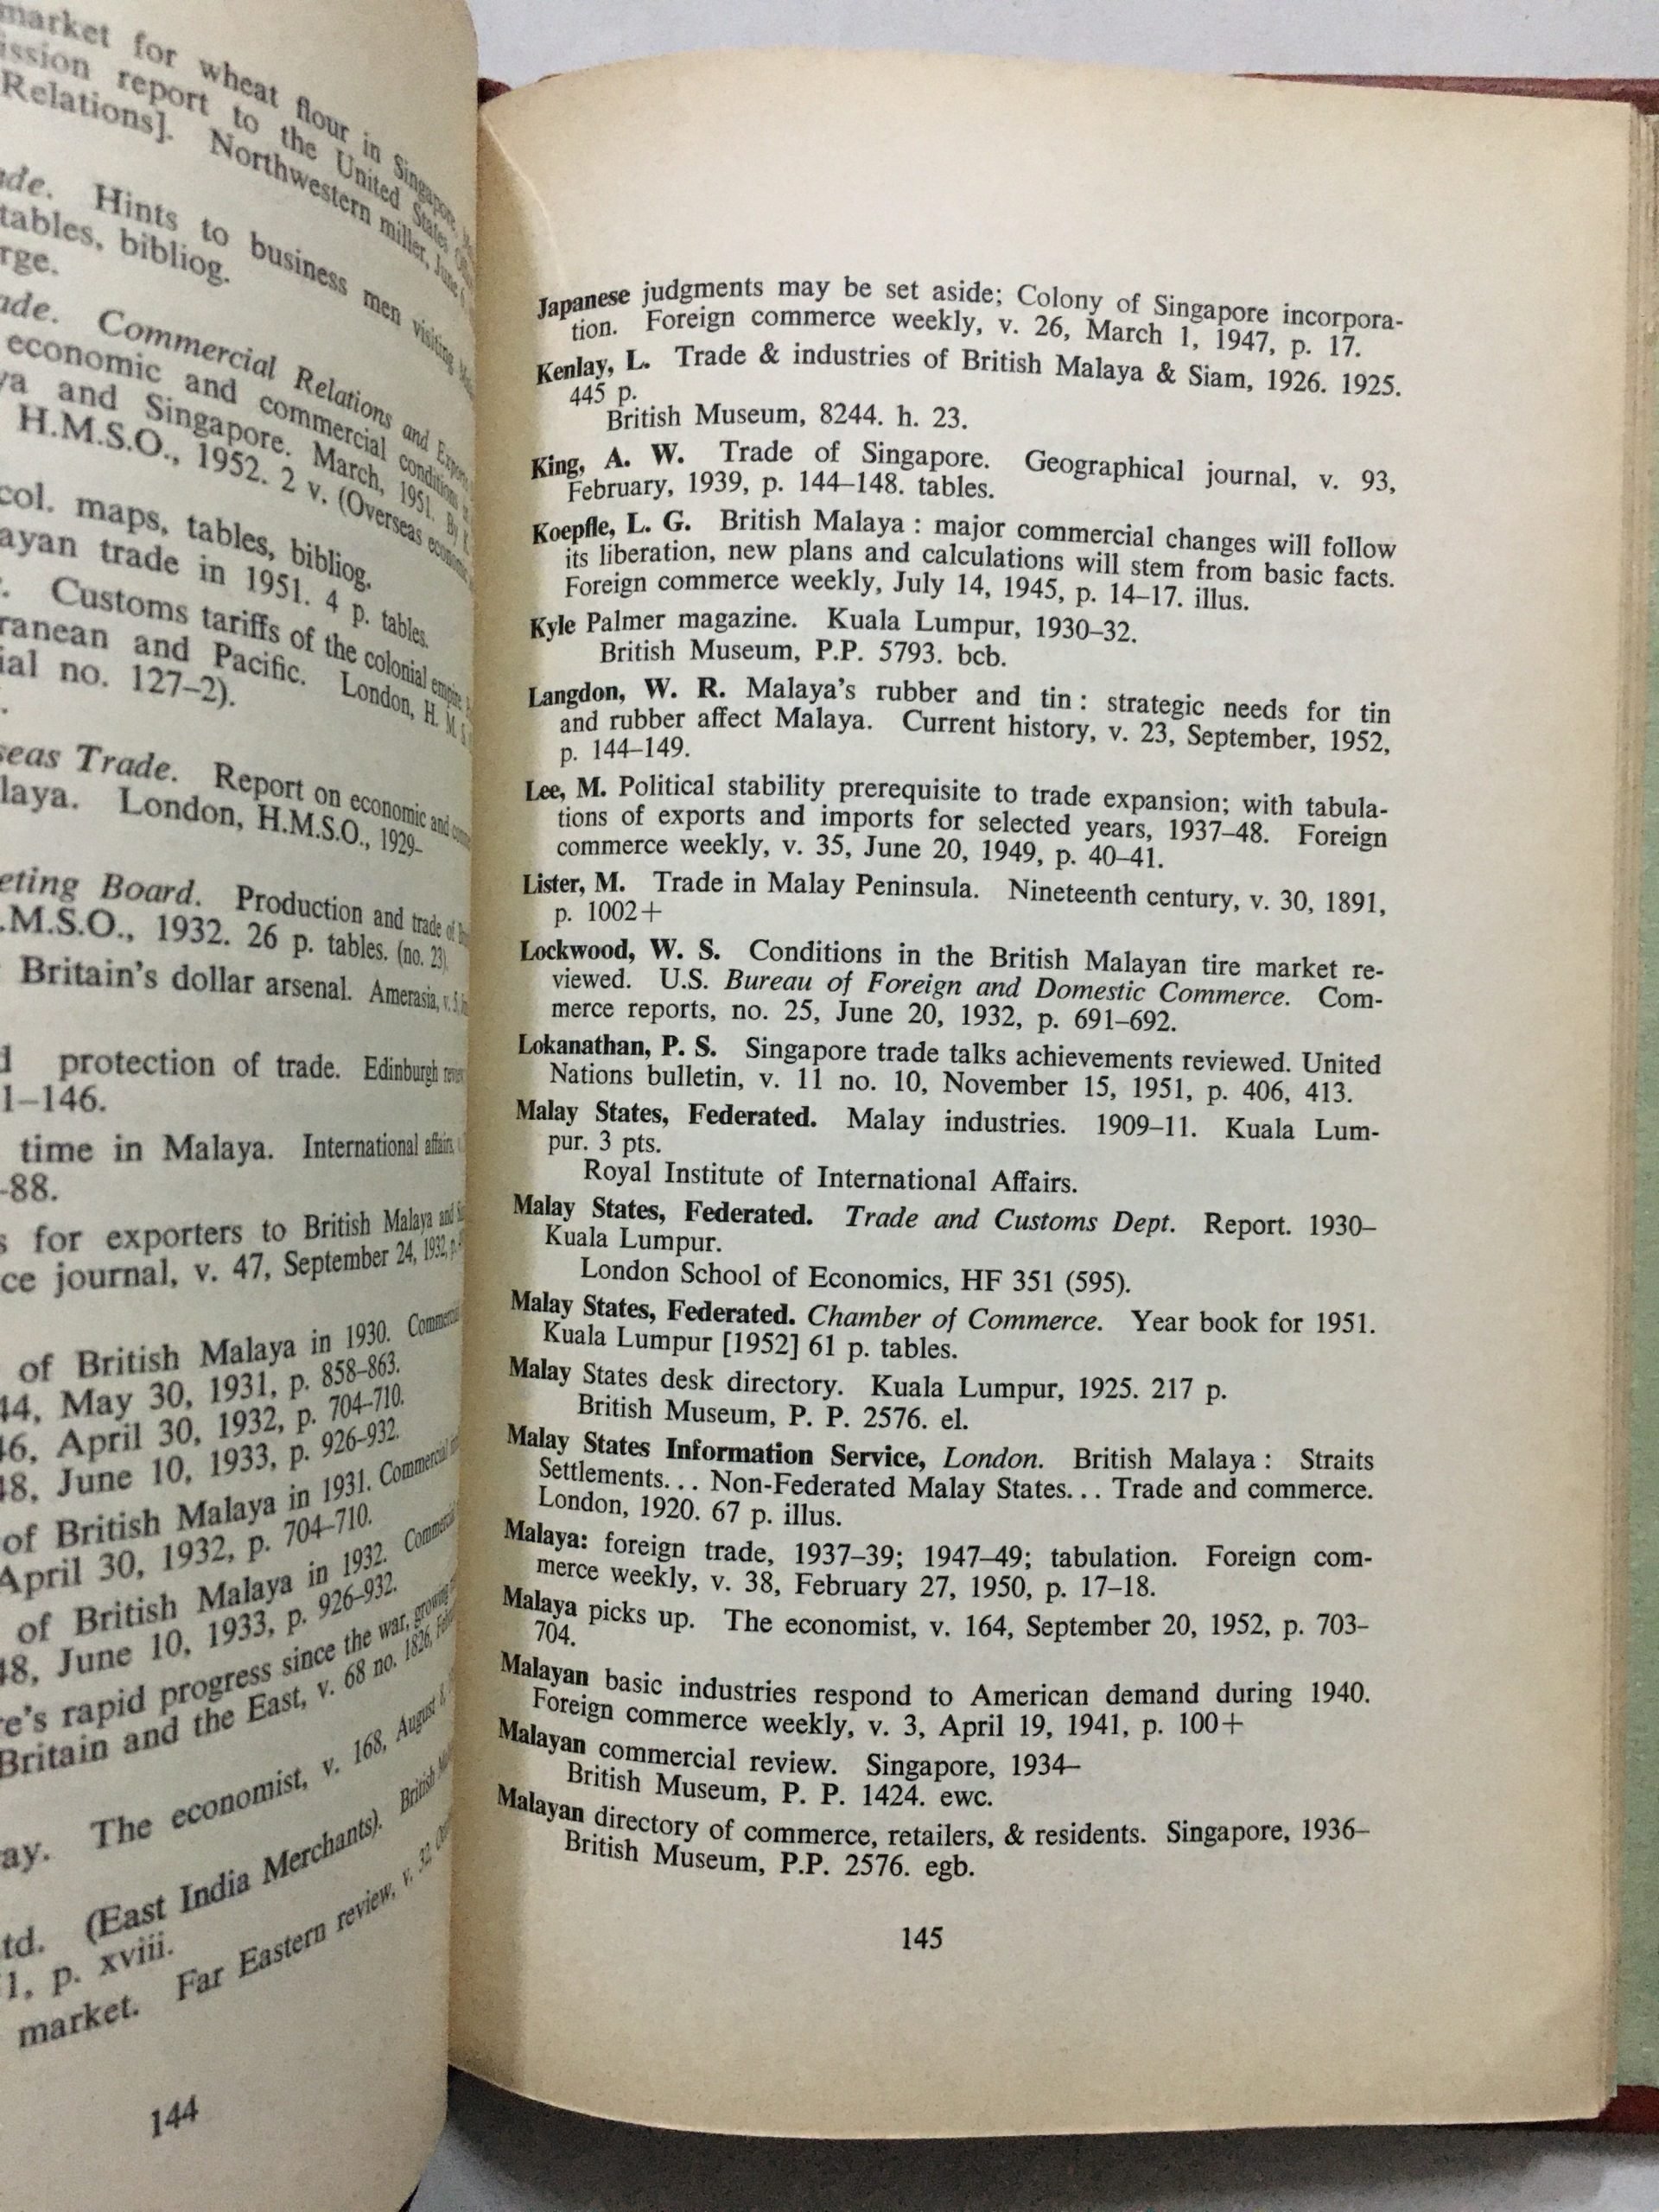 market for wheat flour in Singapore,
ission report to the United States
Relations]. Northwestern miller, June
ade. Hints to business men visiting
tables, bibliog.
rge.
ade. Commercial Relations and
economic and commercial conditions
ya and Singapore. March, 1951. By
H.M.S.O., 1952. 2 v. (Overseas
col. maps, tables, bibliog.
ayan trade in 1951. 4 p. tables.
Customs tariffs of the colonial empire.
ranean and Pacific. London, H. M. S.
ial no. 127–2).
seas Trade. Report on economic and
laya. London, H.M.S.O., 1929–
eting Board. Production and trade of
.M.S.O., 1932. 26 p. tables. (no. 23).
Britain's dollar arsenal. Amerasia, v. 5,
d protection of trade. Edinburgh
1–146.
time in Malaya. International affairs,
-88.
s for exporters to British Malaya and
ce journal, v. 47, September 24, 1932, p.
of British Malaya in 1930.
44, May 30, 1931, p. 858–863.
46, April 30, 1932, p. 704–710.
48, June 10, 1933, p. 926–932.
of British Malaya in 1931. Commercial
April 30, 1932, p. 704–710.
of British Malaya in 1932.
48, June 10, 1933, p. 926–932.
re's rapid progress since the war, growing
Britain and the East, v. 68 no. 1826,
ay. The economist, v. 168, August 8,
td. (East India Merchants). British
1, p. xviii.
market. Far Eastern review, v. 32,
144
Japanese judgments may be set aside; Colony of Singapore incorpora-
tion. Foreign commerce weekly, v. 26, March 1, 1947, p. 17.
Kenlay, L. Trade & industries of British Malaya & Siam, 1926. 1925.
445 p.
British Museum, 8244. h. 23.
King, A. W. Trade of Singapore. Geographical journal, v. 93,
February, 1939, p. 144–148. tables.
Koepfle, L. G. British Malaya : major commercial changes will follow
its liberation, new plans and calculations will stem from basic facts.
Foreign commerce weekly, July 14, 1945, p. 14–17. illus.
Kyle Palmer magazine. Kuala Lumpur, 1930–32.
British Museum, P.P. 5793. bcb.
Langdon, W. R. Malaya's rubber and tin : strategic needs for tin
and rubber affect Malaya. Current history, v. 23, September, 1952,
p. 144–149.
Lee, M. Political stability prerequisite to trade expansion; with tabula-
tions of exports and imports for selected years, 1937–48. Foreign
commerce weekly, v. 35, June 20, 1949, p. 40–41.
Lister, M. Trade in Malay Peninsula. Nineteenth century, v. 30, 1891,
p. 1002+
Lockwood, W. S. Conditions in the British Malayan tire market re-
viewed. U.S. Bureau of Foreign and Domestic Commerce. Com-
merce reports, no. 25, June 20, 1932, p. 691–692.
Lokanathan, P. S. Singapore trade talks achievements reviewed. United
Nations bulletin, v. 11 no. 10, November 15, 1951, p. 406, 413.
Malay States, Federated. Malay industries. 1909–11. Kuala Lum-
pur. 3 pts.
Royal Institute of International Affairs.
Malay States, Federated. Trade and Customs Dept. Report. 1930–
Kuala Lumpur.
London School of Economics, HF 351 (595).
Malay States, Federated. Chamber of Commerce. Year book for 1951.
Kuala Lumpur [1952] 61 p. tables.
Malay States desk directory. Kuala Lumpur, 1925. 217 p.
British Museum, P. P. 2576. el.
Malay States Information Service, London. British Malaya : Straits
Settlements... Non-Federated Malay States... Trade and commerce.
London, 1920. 67 p. illus.
Malaya: foreign trade, 1937–39; 1947–49; tabulation. Foreign com-
merce weekly, v. 38, February 27, 1950, p. 17–18.
Malaya picks up. The economist, v. 164, September 20, 1952, p. 703–
704.
Malayan basic industries respond to American demand during 1940.
Foreign commerce weekly, v. 3, April 19, 1941, p. 100+
Malayan commercial review. Singapore, 1934–
British Museum, P. P. 1424. ewc.
Malayan directory of commerce, retailers, & residents. Singapore, 1936–
British Museum, P.P. 2576. egb.
145